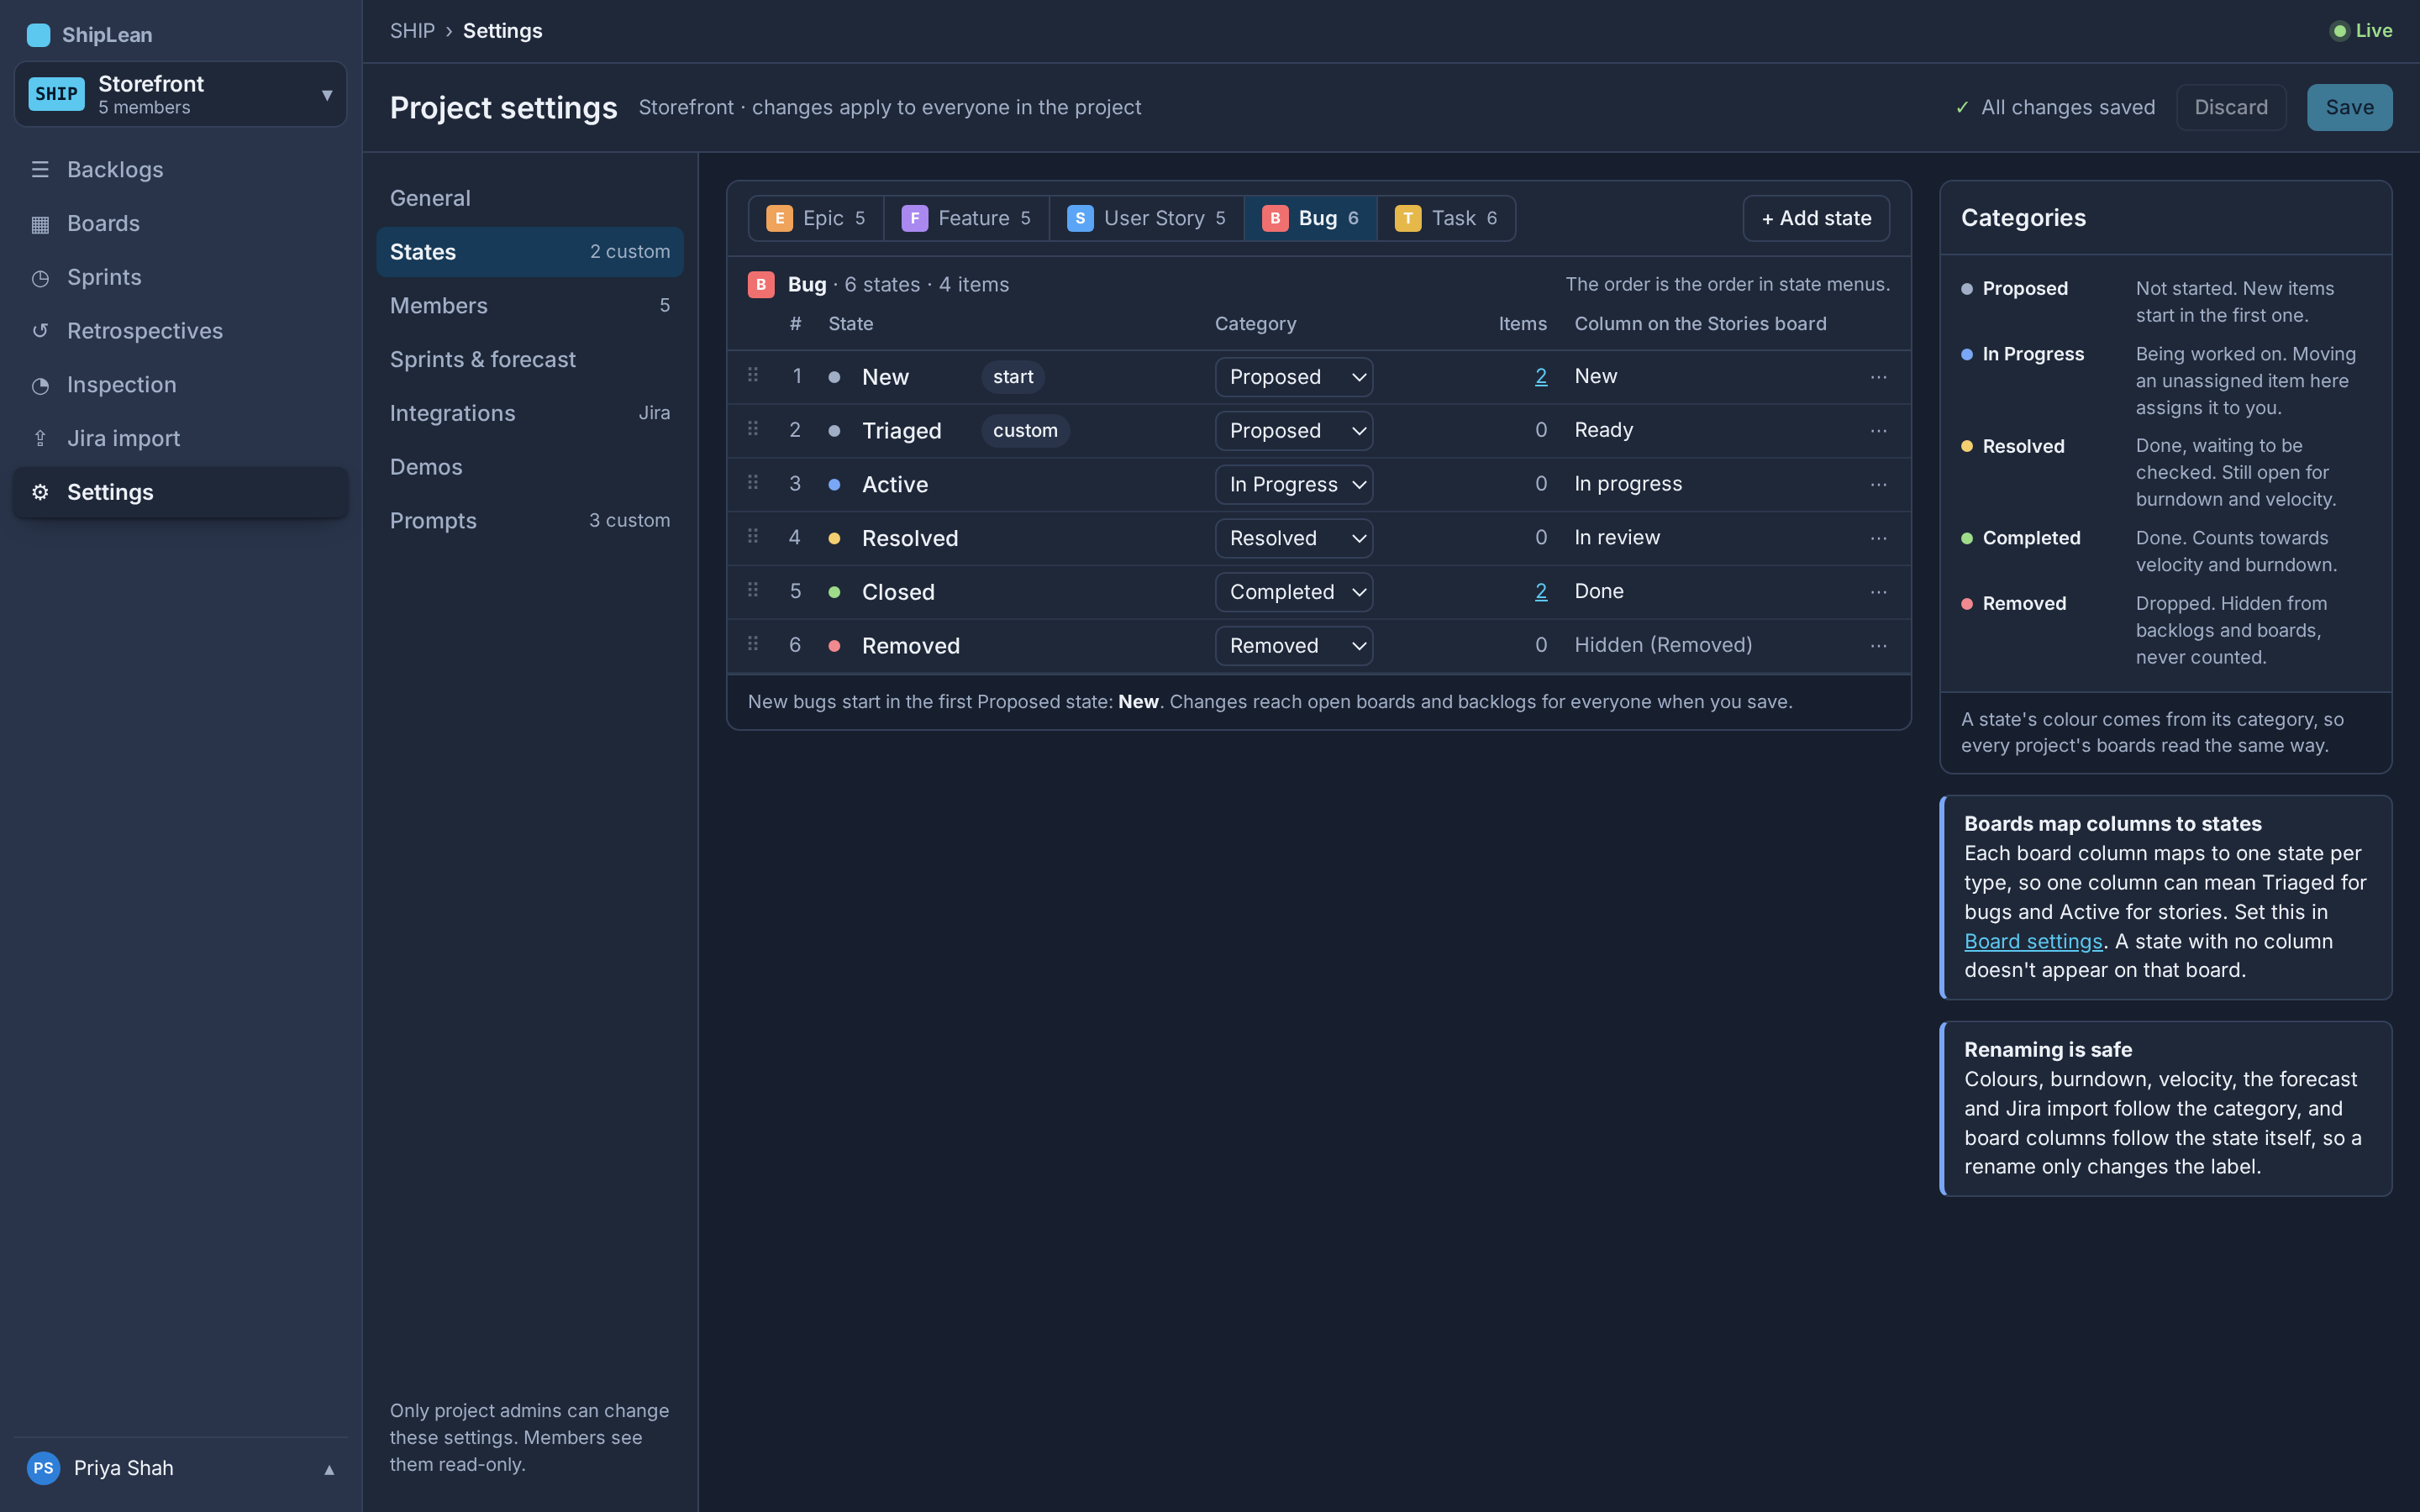 ShipLean
SHIP Storefront
5 members
Backlogs
Boards
Sprints
Retrospectives
Inspection
Jira import
Settings
PS Priya Shah
SHIP › Settings
Live
Project settings Storefront · changes apply to everyone in the project
✓ All changes saved Discard Save
General
States 2 custom
Members 5
Sprints & forecast
Integrations Jira
Demos
Prompts 3 custom
Only project admins can change
these settings. Members see
them read-only.
E Epic 5 F Feature 5 S User Story 5 B Bug 6 T Task 6 + Add state
B Bug · 6 states · 4 items The order is the order in state menus.
# State Category Items Column on the Stories board
1 New start Proposed 2 New ···
2 Triaged custom Proposed 0 Ready ···
3 Active In Progress 0 In progress ···
4 Resolved Resolved 0 In review ···
5 Closed Completed 2 Done ···
6 Removed Removed 0 Hidden (Removed) ···
New bugs start in the first Proposed state: New. Changes reach open boards and backlogs for everyone when you save.
Categories
Proposed Not started. New items
start in the first one.
In Progress Being worked on. Moving
an unassigned item here
assigns it to you.
Resolved Done, waiting to be
checked. Still open for
burndown and velocity.
Completed Done. Counts towards
velocity and burndown.
Removed Dropped. Hidden from
backlogs and boards,
never counted.
A state's colour comes from its category, so
every project's boards read the same way.
Boards map columns to states
Each board column maps to one state per
type, so one column can mean Triaged for
bugs and Active for stories. Set this in
Board settings. A state with no column
doesn't appear on that board.
Renaming is safe
Colours, burndown, velocity, the forecast
and Jira import follow the category, and
board columns follow the state itself, so a
rename only changes the label.